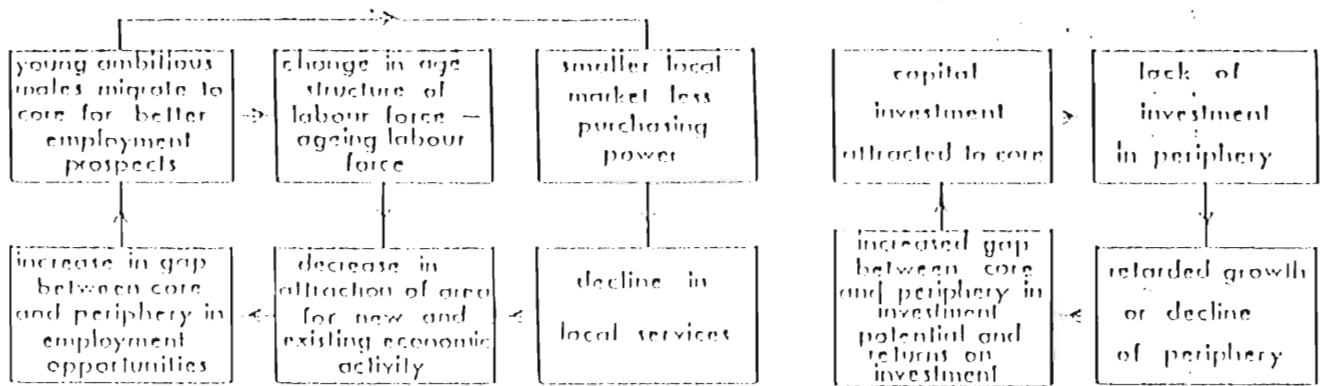 young ambitious
males migrate to
core for better
employment
prospects
change in age
structure of
labour force —
ageing labour
force
smaller local
market less
purchasing
power
increase in gap
between core
and periphery in
employment
opportunities
decrease in
attraction of area
for new and
existing economic
activity
decline in
local services
capital
investment
attracted to core
lack of
investment
in periphery
increased gap
between core
and periphery in
investment
potential and
returns on
investment
retarded growth
or decline
of periphery